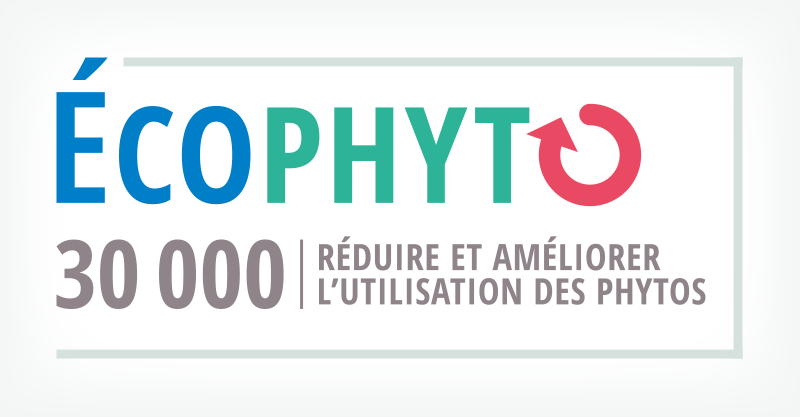 ÉCOPHYTO
30 000
RÉDUIRE ET AMÉLIORER
L’UTILISATION DES PHYTOS